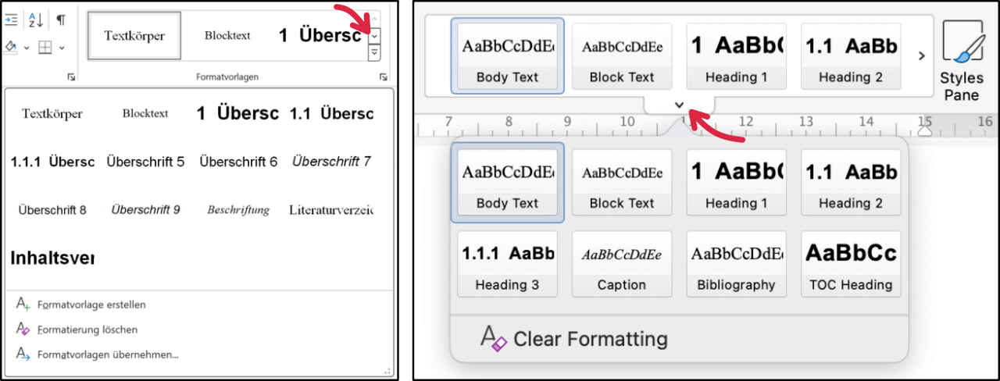 A
Z
¶
Textkörper
Blocktext
1 Übersc
Formatvorlagen
Textkörper
Blocktext
1 Übersc
1.1 Übersc
1.1.1 Übersc
Überschrift 5
Überschrift 6
Überschrift 7
Überschrift 8
Überschrift 9
Beschriftung
Literaturverzeic
Inhaltsver
Formatvorlage erstellen
Formatierung löschen
Formatvorlagen übernehmen...
AaBbCcDdEe
Body Text
AaBbCcDdEe
Block Text
1 AaBbC
Heading 1
1.1 AaBb
Heading 2
Styles
Pane
7 8 9 10 11 12 13 14 15 16
AaBbCcDdEe
Body Text
AaBbCcDdEe
Block Text
1 AaBbC
Heading 1
1.1 AaBb
Heading 2
1.1.1 AaBb
Heading 3
AaBbCcDdEe
Caption
AaBbCcDdEe
Bibliography
AaBbCc
TOC Heading
Clear Formatting